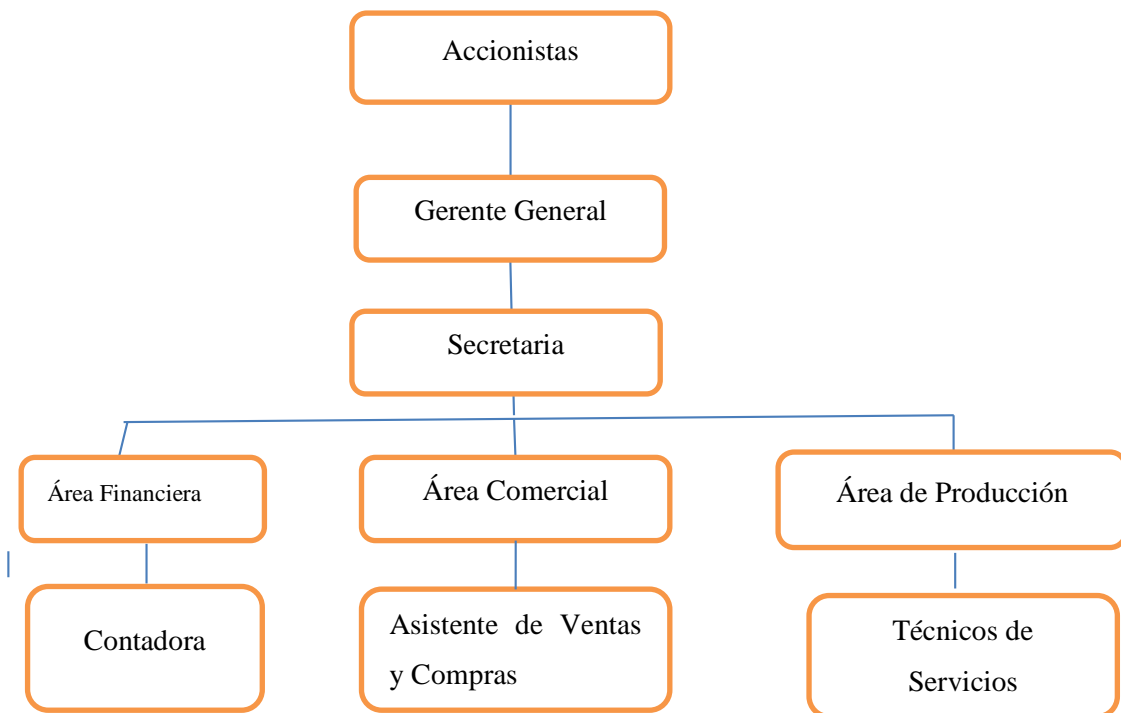 Accionistas
Gerente General
Secretaria
Área Financiera
Área Comercial
Área de Producción
Contadora
Asistente de Ventas
y Compras
Técnicos de
Servicios